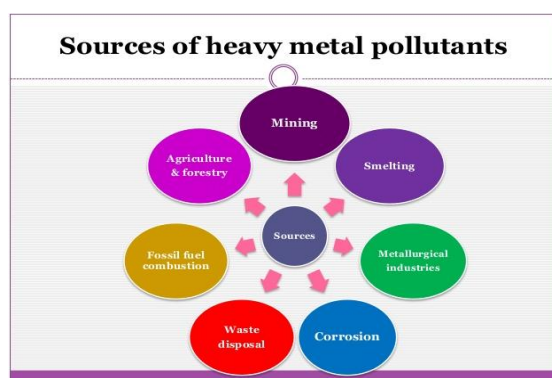 Sources of heavy metal pollutants
Mining
Smelting
Metallurgical
industries
Corrosion
Waste
disposal
Fossil fuel
combustion
Agriculture
& forestry
Sources